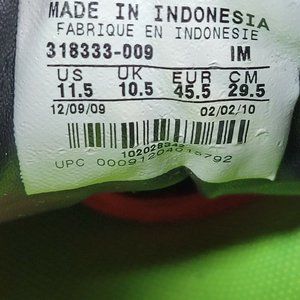 MADE IN INDONESIA
FABRIQUE EN INDONESIE
318333-009 IM
US UK EUR CM
11.5 10.5 45.5 29.5
12/09/09 02/02/10
UPC